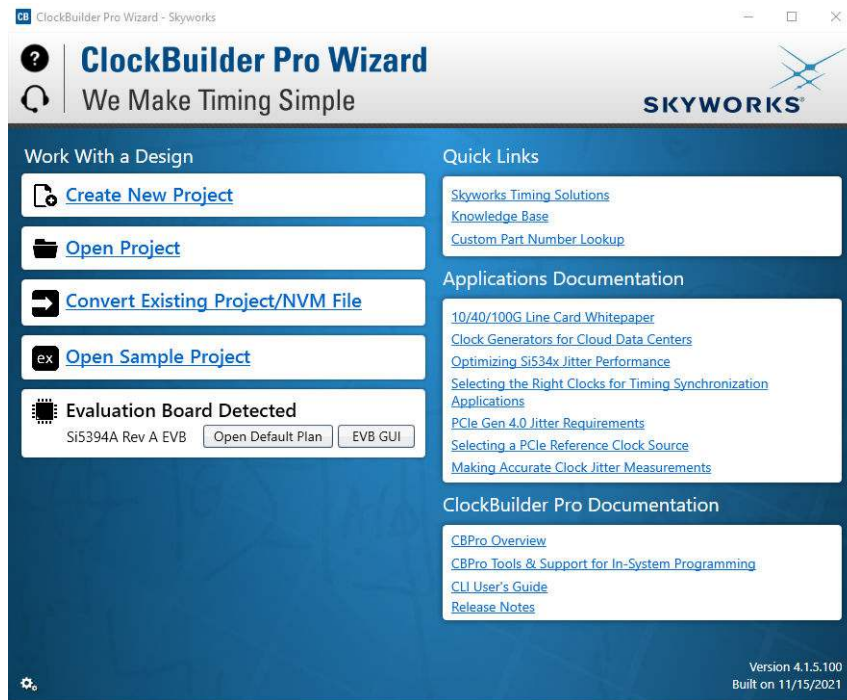 CB ClockBuilder Pro Wizard - Skyworks
?
ClockBuilder Pro Wizard
We Make Timing Simple
SKYWORKS®
Work With a Design
Create New Project
Open Project
Convert Existing Project/NVM File
ex Open Sample Project
Evaluation Board Detected
Si5394A Rev A EVB Open Default Plan EVB GUI
Quick Links
Skyworks Timing Solutions
Knowledge Base
Custom Part Number Lookup
Applications Documentation
10/40/100G Line Card Whitepaper
Clock Generators for Cloud Data Centers
Optimizing Si534x Jitter Performance
Selecting the Right Clocks for Timing Synchronization
Applications
PCIe Gen 4.0 Jitter Requirements
Selecting a PCIe Reference Clock Source
Making Accurate Clock Jitter Measurements
ClockBuilder Pro Documentation
CBPro Overview
CBPro Tools & Support for In-System Programming
CLI User's Guide
Release Notes
Version 4.1.5.100
Built on 11/15/2021